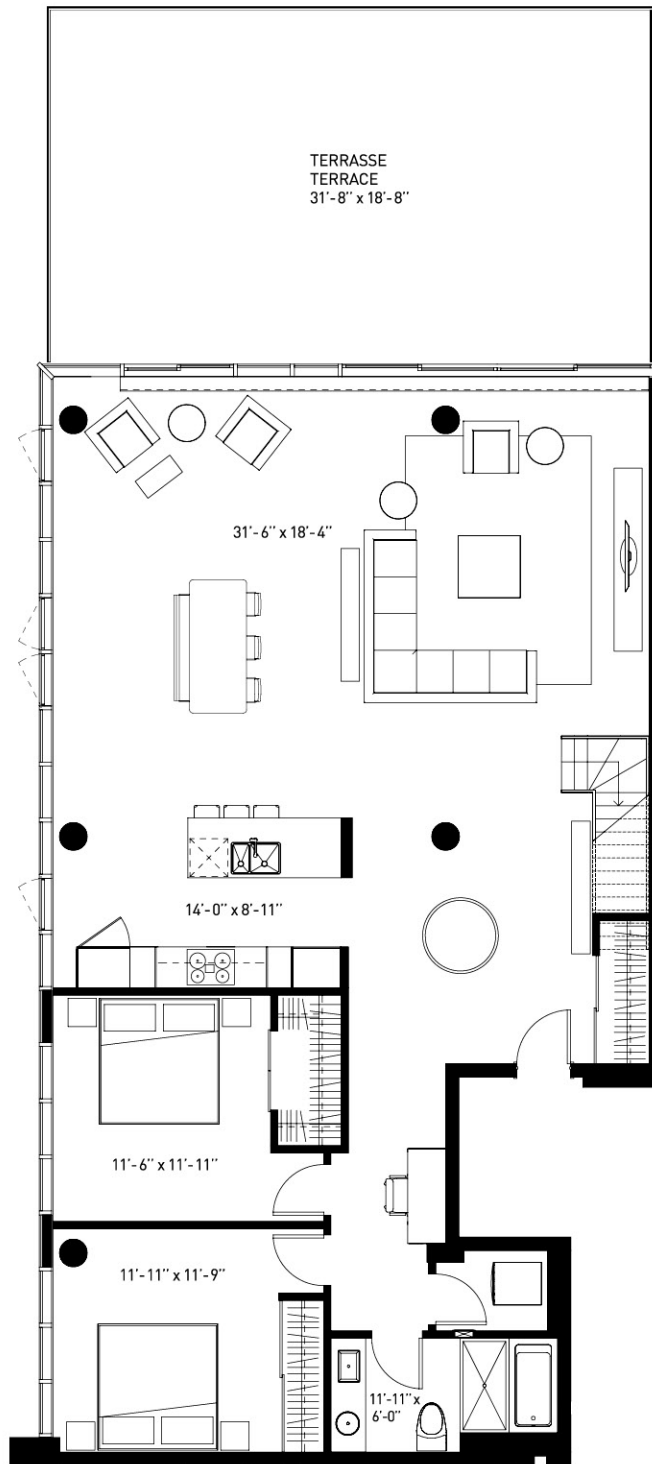 TERRASSE
TERRACE
31'-8'' x 18'-8''
31'-6'' x 18'-4''
14'-0'' x 8'-11''
11'-6'' x 11'-11''
11'-11'' x 11'-9''
11'-11'' x
6'-0''